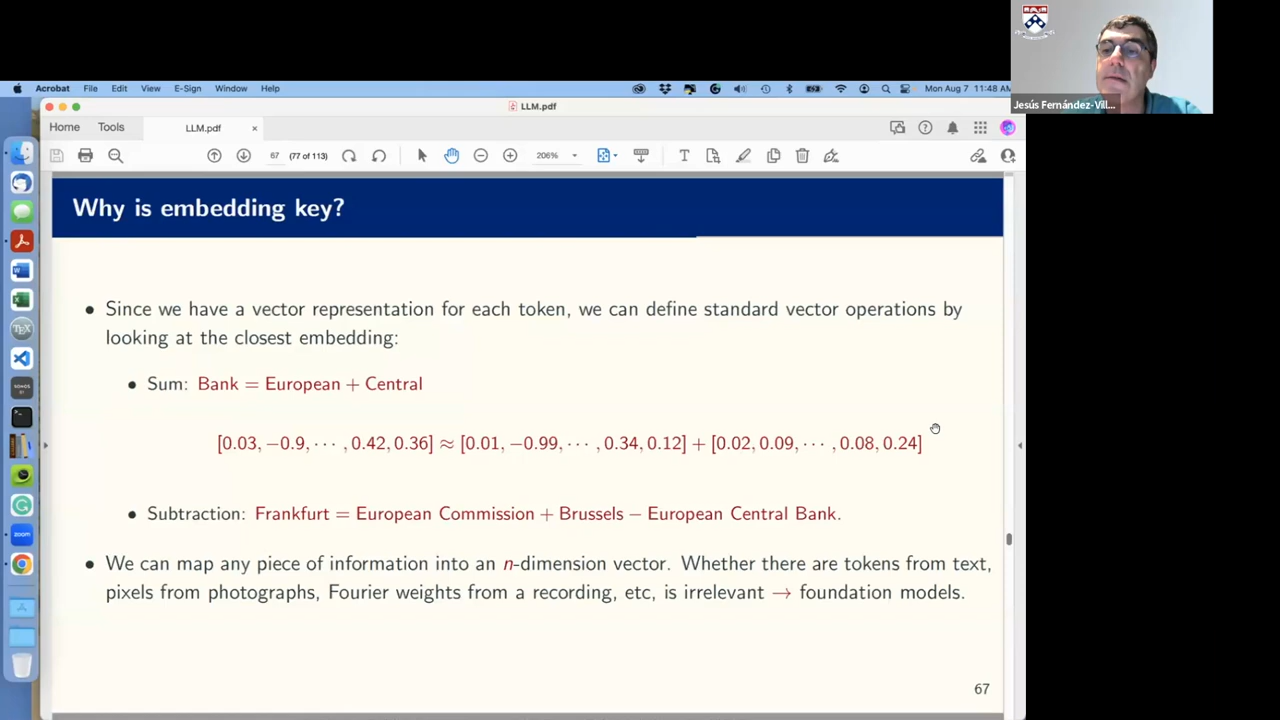 Acrobat File Edit View E-Sign Window Help Mon Aug 7 11:48 AM
Jesús Fernández-Vill...
LLM.pdf
Home Tools LLM.pdf ×
67 (77 of 113) 206%
Why is embedding key?
• Since we have a vector representation for each token, we can define standard vector operations by
looking at the closest embedding:
• Sum: Bank = European + Central
[0.03, −0.9, ··· , 0.42, 0.36] ≈ [0.01, −0.99, ··· , 0.34, 0.12] + [0.02, 0.09, ··· , 0.08, 0.24]
• Subtraction: Frankfurt = European Commission + Brussels − European Central Bank.
• We can map any piece of information into an n-dimension vector. Whether there are tokens from text,
pixels from photographs, Fourier weights from a recording, etc, is irrelevant → foundation models.
67
zoom